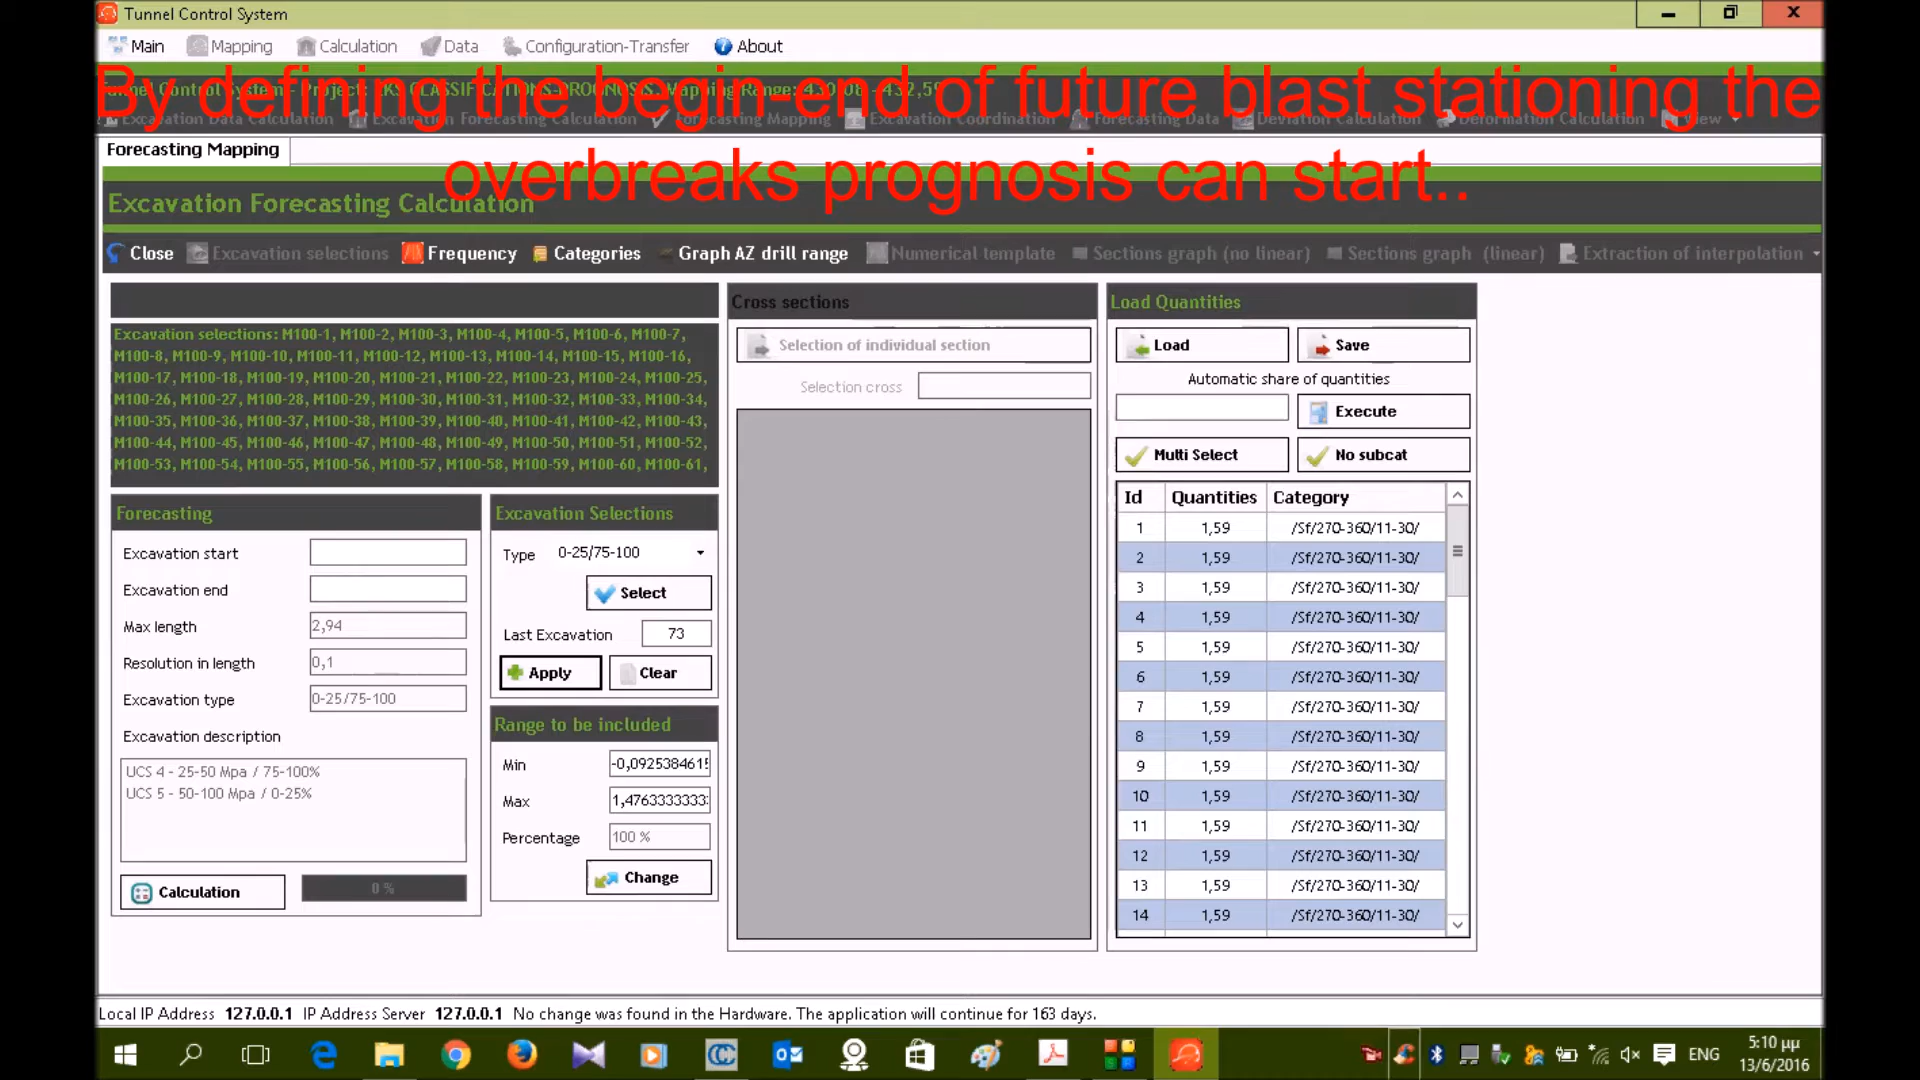 Tunnel Control System
Main Mapping Calculation Data Configuration-Transfer About
By defining the begin-end of future blast stationing the
overbreaks prognosis can start..
Excavation Data Calculation Excavation Forecasting Calculation Forecasting Mapping Excavation Coordination Forecasting Data Deviation Calculation Deformation Calculation View
Forecasting Mapping
Excavation Forecasting Calculation
Close Excavation selections Frequency Categories Graph AZ drill range Numerical template Sections graph (no linear) Sections graph (linear) Extraction of interpolation
Excavation selections: M100-1, M100-2, M100-3, M100-4, M100-5, M100-6, M100-7,
M100-8, M100-9, M100-10, M100-11, M100-12, M100-13, M100-14, M100-15, M100-16,
M100-17, M100-18, M100-19, M100-20, M100-21, M100-22, M100-23, M100-24, M100-25,
M100-26, M100-27, M100-28, M100-29, M100-30, M100-31, M100-32, M100-33, M100-34,
M100-35, M100-36, M100-37, M100-38, M100-39, M100-40, M100-41, M100-42, M100-43,
M100-44, M100-45, M100-46, M100-47, M100-48, M100-49, M100-50, M100-51, M100-52,
M100-53, M100-54, M100-55, M100-56, M100-57, M100-58, M100-59, M100-60, M100-61,
Forecasting
Excavation start
Excavation end
Max length 2,94
Resolution in length 0,1
Excavation type 0-25/75-100
Excavation description
UCS 4 - 25-50 Mpa / 75-100%
UCS 5 - 50-100 Mpa / 0-25%
Calculation 0 %
Excavation Selections
Type 0-25/75-100
Select
Last Excavation 73
Apply Clear
Range to be included
Min -0,092538461
Max 1,4763333333
Percentage 100 %
Change
Cross sections
Selection of individual section
Selection cross
Load Quantities
Load Save
Automatic share of quantities
Execute
Multi Select No subcat
Id Quantities Category
1 1,59 /Sf/270-360/11-30/
2 1,59 /Sf/270-360/11-30/
3 1,59 /Sf/270-360/11-30/
4 1,59 /Sf/270-360/11-30/
5 1,59 /Sf/270-360/11-30/
6 1,59 /Sf/270-360/11-30/
7 1,59 /Sf/270-360/11-30/
8 1,59 /Sf/270-360/11-30/
9 1,59 /Sf/270-360/11-30/
10 1,59 /Sf/270-360/11-30/
11 1,59 /Sf/270-360/11-30/
12 1,59 /Sf/270-360/11-30/
13 1,59 /Sf/270-360/11-30/
14 1,59 /Sf/270-360/11-30/
Local IP Address 127.0.0.1 IP Address Server 127.0.0.1 No change was found in the Hardware. The application will continue for 163 days.
ENG
5:10 μμ
13/6/2016